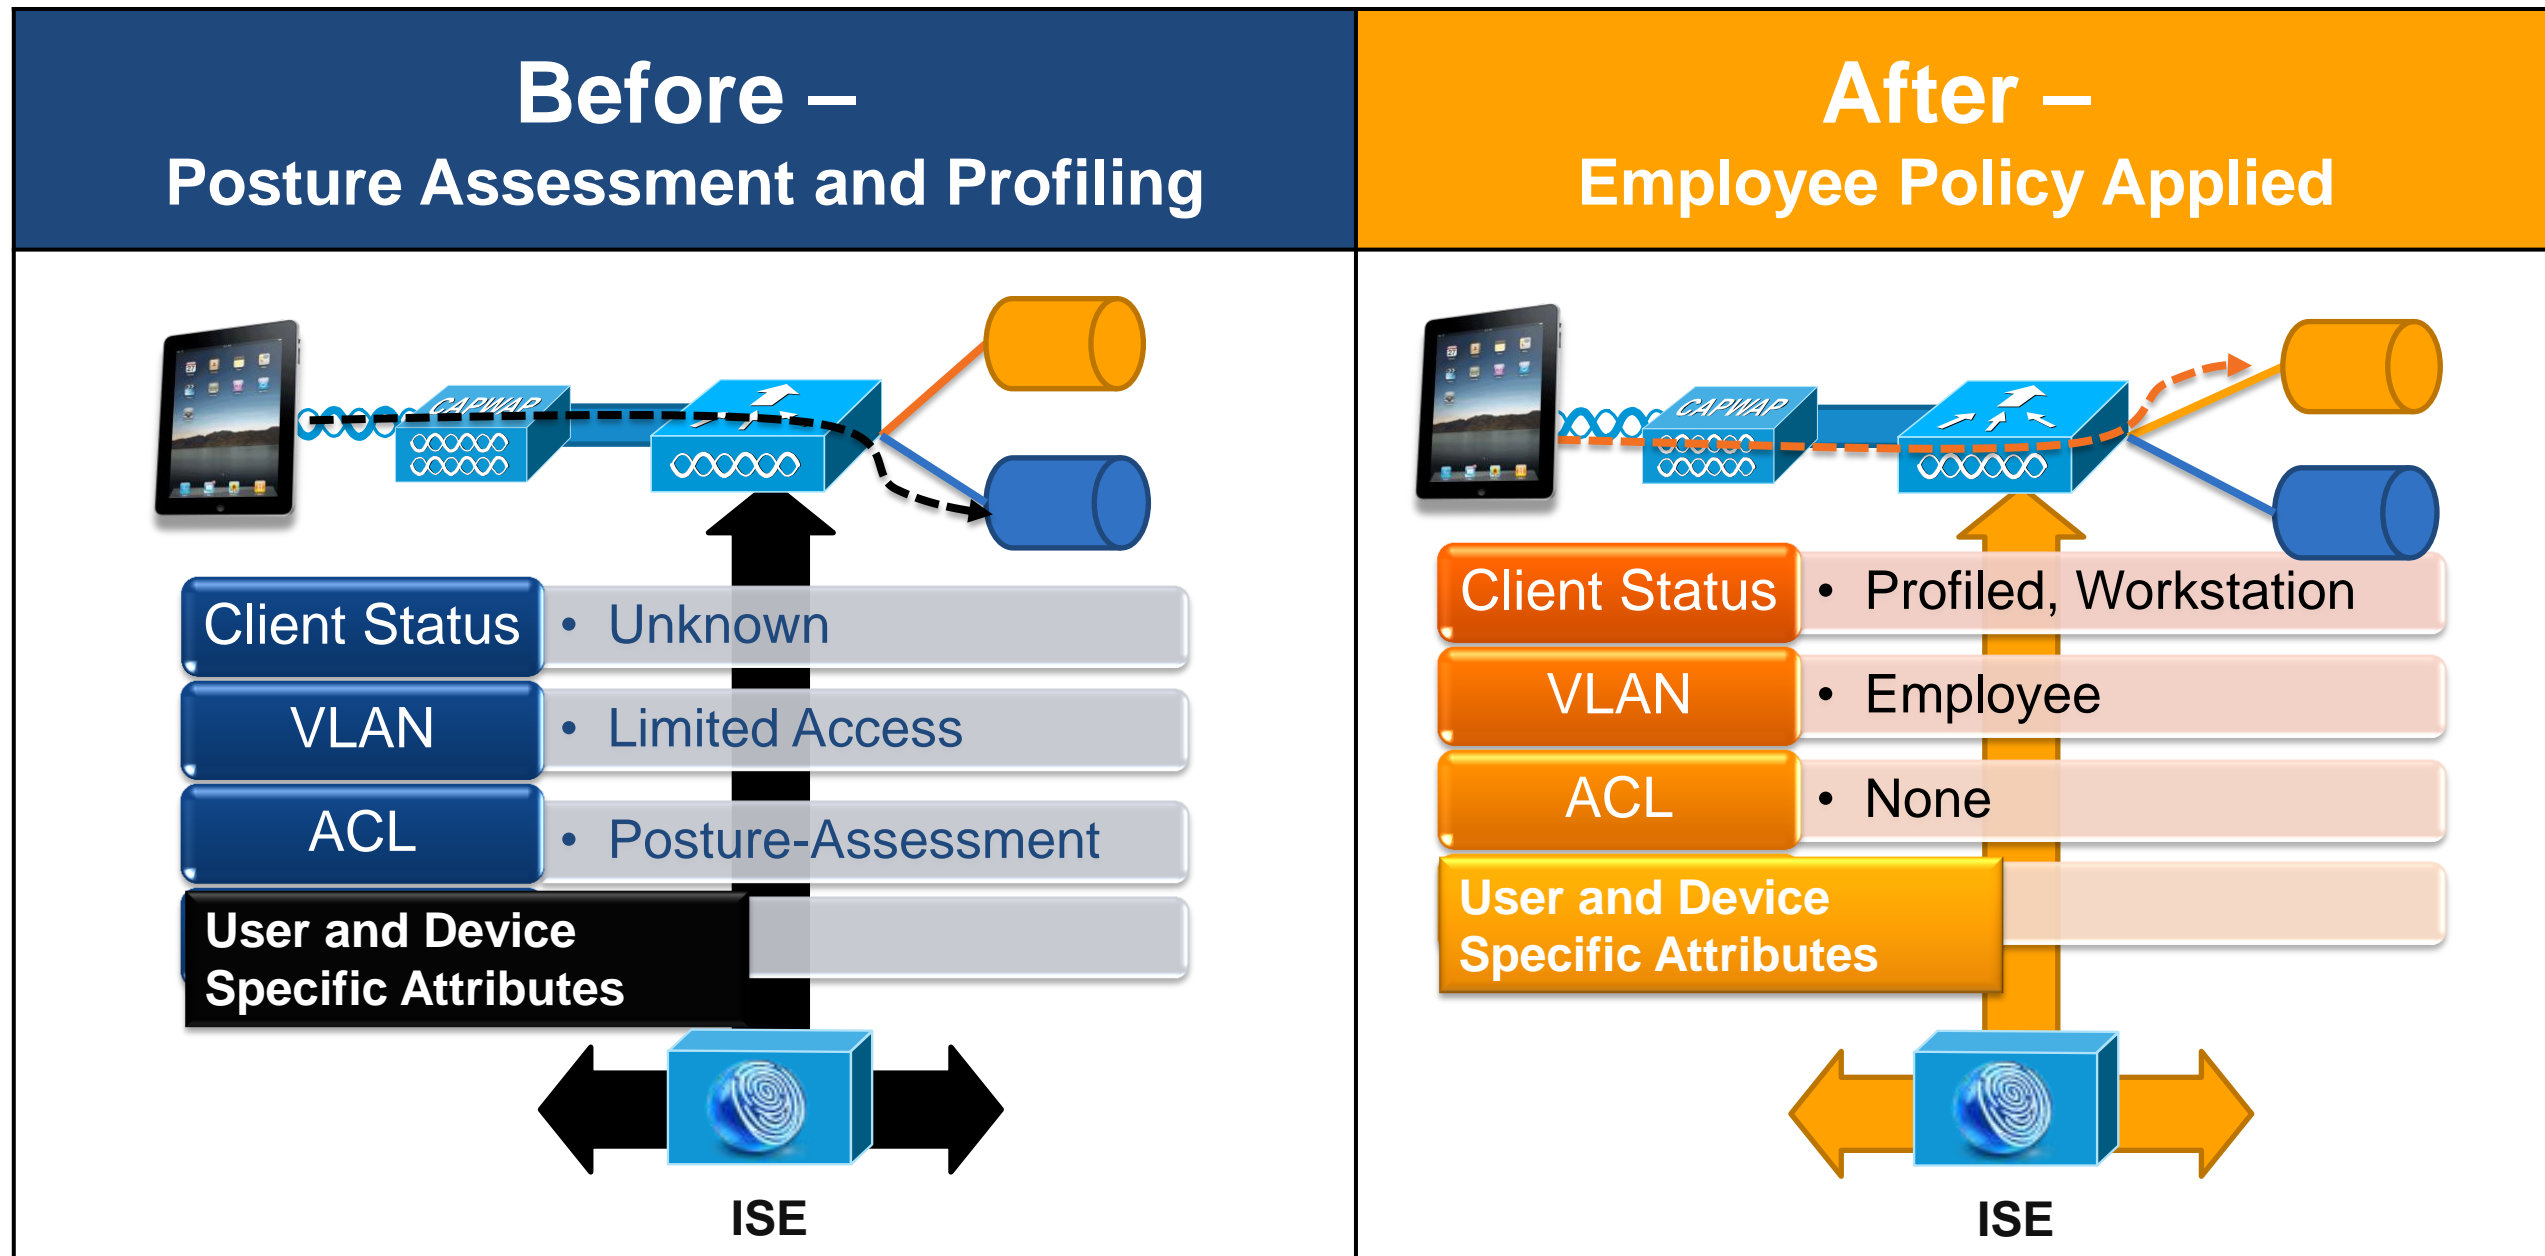 Before –
Posture Assessment and Profiling
After –
Employee Policy Applied
CAPWAP
Client Status
• Unknown
VLAN
• Limited Access
ACL
• Posture-Assessment
User and Device
Specific Attributes
ISE
CAPWAP
Client Status
• Profiled, Workstation
VLAN
• Employee
ACL
• None
User and Device
Specific Attributes
ISE